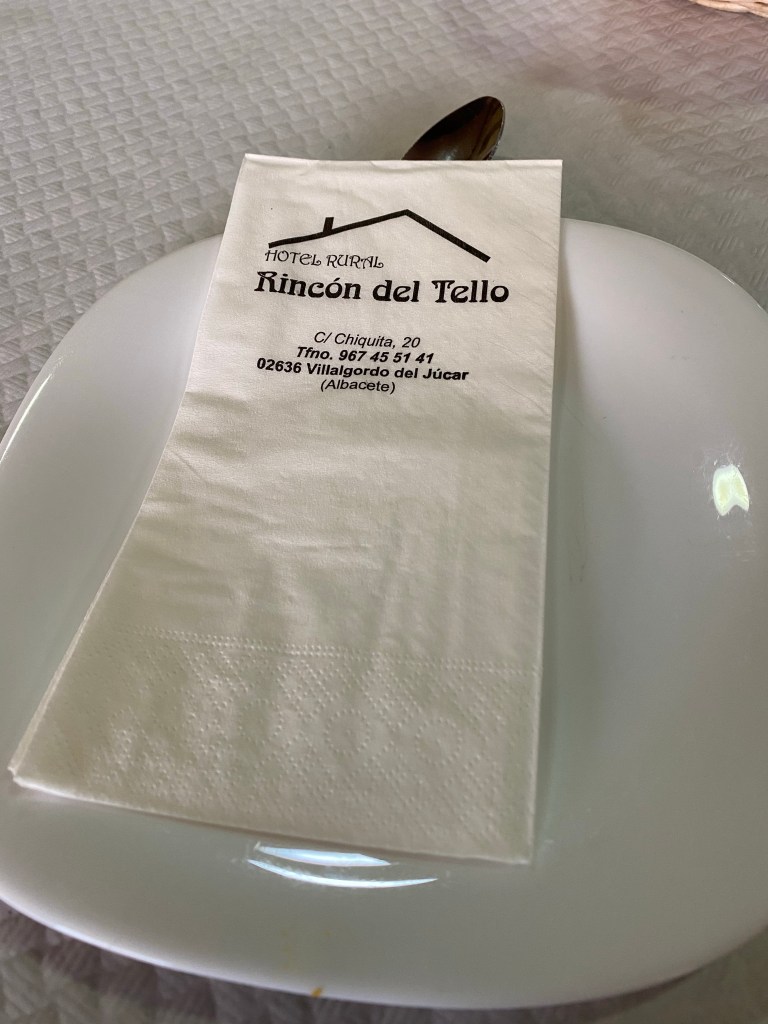 HOTEL RURAL
Rincón del Tello
C/ Chiquita, 20
Tfno. 967 45 51 41
02636 Villalgordo del Júcar
(Albacete)